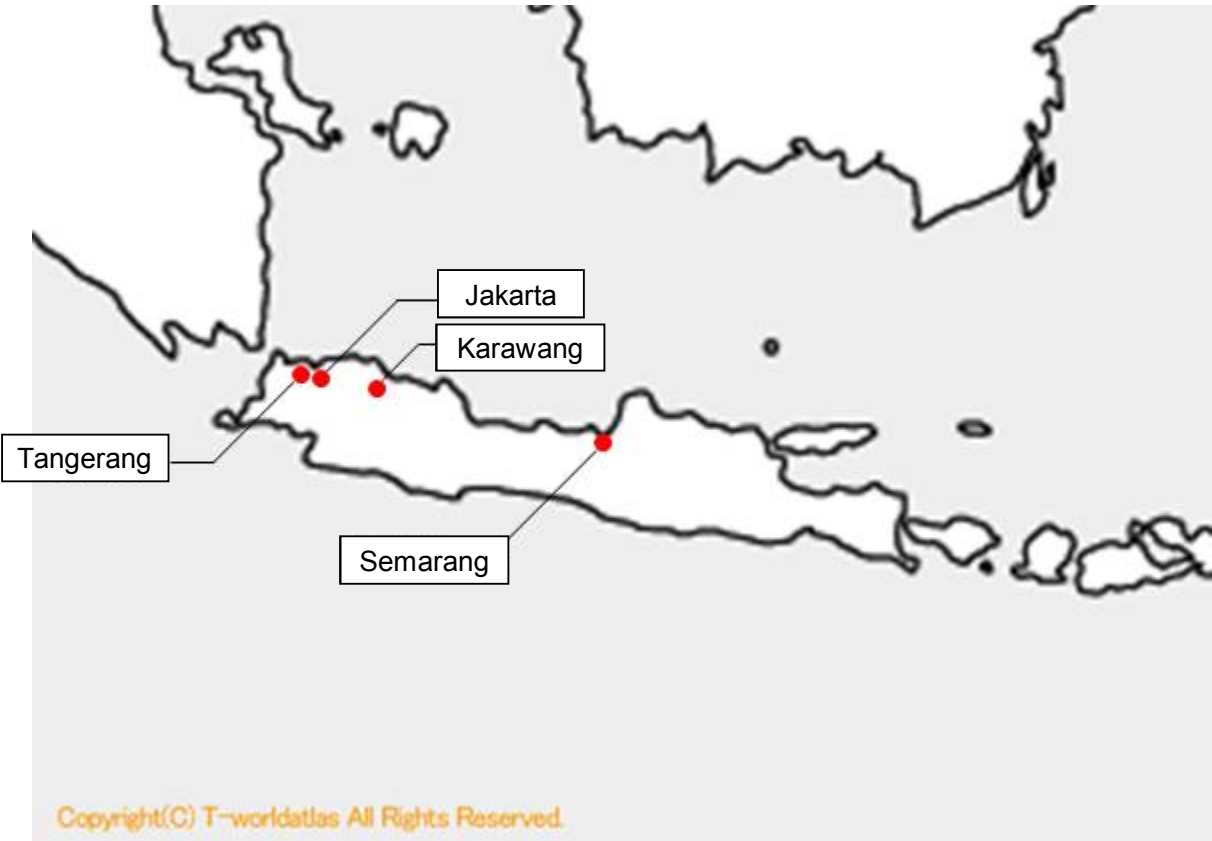 Jakarta
Karawang
Tangerang
Semarang
Copyright(C) T-worldatlas All Rights Reserved.